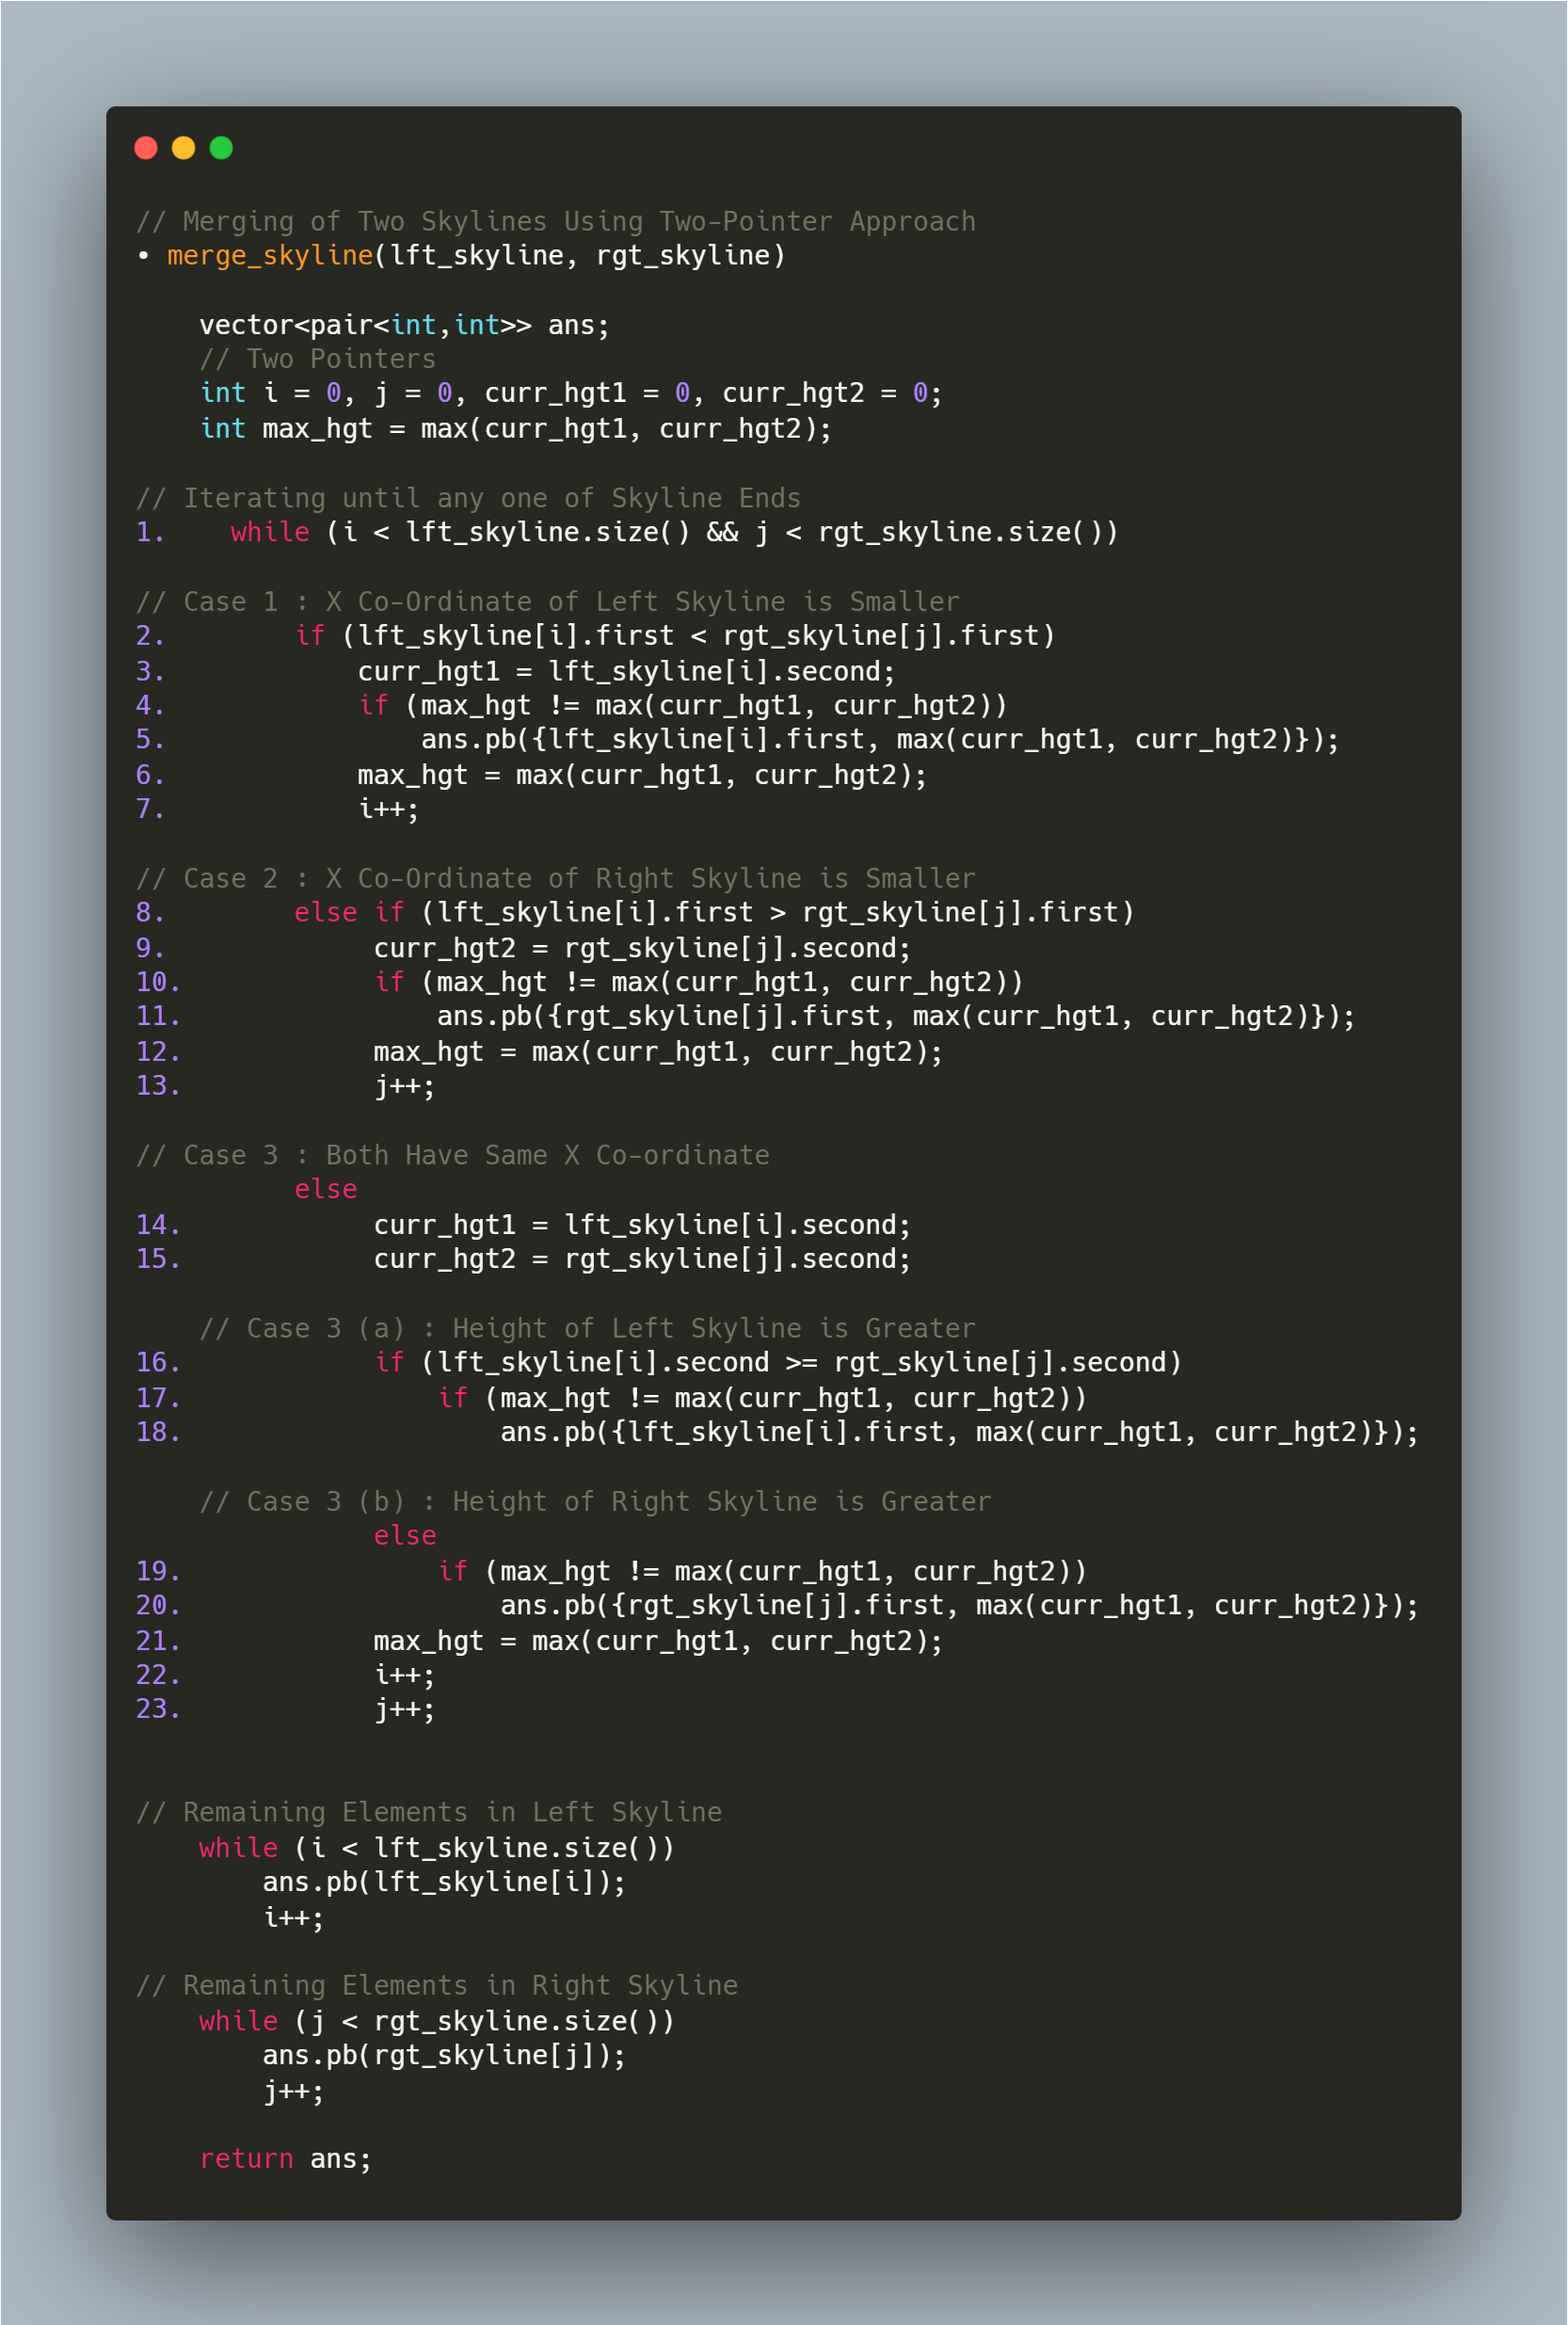 // Merging of Two Skylines Using Two-Pointer Approach
• merge_skyline(lft_skyline, rgt_skyline)
vector<pair<int,int>> ans;
// Two Pointers
int i = 0, j = 0, curr_hgt1 = 0, curr_hgt2 = 0;
int max_hgt = max(curr_hgt1, curr_hgt2);
// Iterating until any one of Skyline Ends
1.    while (i < lft_skyline.size() && j < rgt_skyline.size())
// Case 1 : X Co-Ordinate of Left Skyline is Smaller
2.        if (lft_skyline[i].first < rgt_skyline[j].first)
3.            curr_hgt1 = lft_skyline[i].second;
4.            if (max_hgt != max(curr_hgt1, curr_hgt2))
5.                ans.pb({lft_skyline[i].first, max(curr_hgt1, curr_hgt2)});
6.            max_hgt = max(curr_hgt1, curr_hgt2);
7.            i++;
// Case 2 : X Co-Ordinate of Right Skyline is Smaller
8.        else if (lft_skyline[i].first > rgt_skyline[j].first)
9.             curr_hgt2 = rgt_skyline[j].second;
10.            if (max_hgt != max(curr_hgt1, curr_hgt2))
11.                ans.pb({rgt_skyline[j].first, max(curr_hgt1, curr_hgt2)});
12.            max_hgt = max(curr_hgt1, curr_hgt2);
13.            j++;
// Case 3 : Both Have Same X Co-ordinate
else
14.            curr_hgt1 = lft_skyline[i].second;
15.            curr_hgt2 = rgt_skyline[j].second;
// Case 3 (a) : Height of Left Skyline is Greater
16.            if (lft_skyline[i].second >= rgt_skyline[j].second)
17.                if (max_hgt != max(curr_hgt1, curr_hgt2))
18.                    ans.pb({lft_skyline[i].first, max(curr_hgt1, curr_hgt2)});
// Case 3 (b) : Height of Right Skyline is Greater
else
19.                if (max_hgt != max(curr_hgt1, curr_hgt2))
20.                    ans.pb({rgt_skyline[j].first, max(curr_hgt1, curr_hgt2)});
21.            max_hgt = max(curr_hgt1, curr_hgt2);
22.            i++;
23.            j++;
// Remaining Elements in Left Skyline
while (i < lft_skyline.size())
ans.pb(lft_skyline[i]);
i++;
// Remaining Elements in Right Skyline
while (j < rgt_skyline.size())
ans.pb(rgt_skyline[j]);
j++;
return ans;